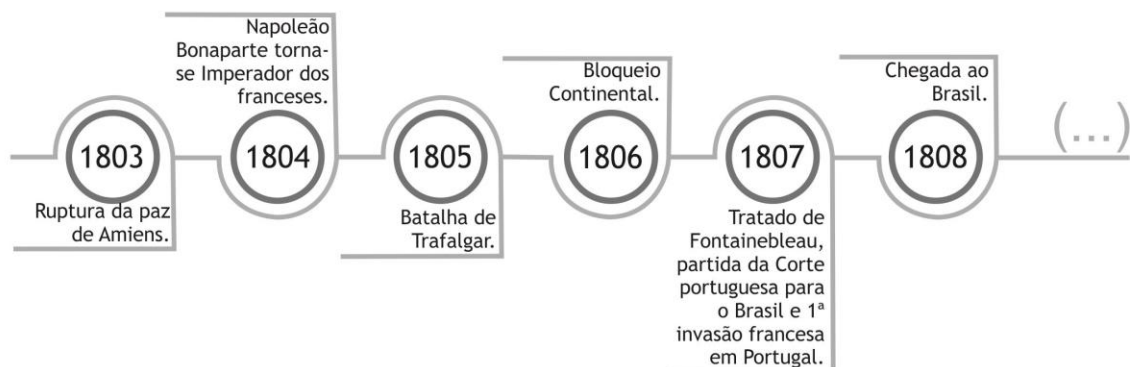 1803
Ruptura da paz
de Amiens.
Napoleão
Bonaparte torna-
se Imperador dos
franceses.
1804
1805
Batalha de
Trafalgar.
Bloqueio
Continental.
1806
1807
Tratado de
Fontainebleau,
partida da Corte
portuguesa para
o Brasil e 1ª
invasão francesa
em Portugal.
Chegada ao
Brasil.
1808
(...)